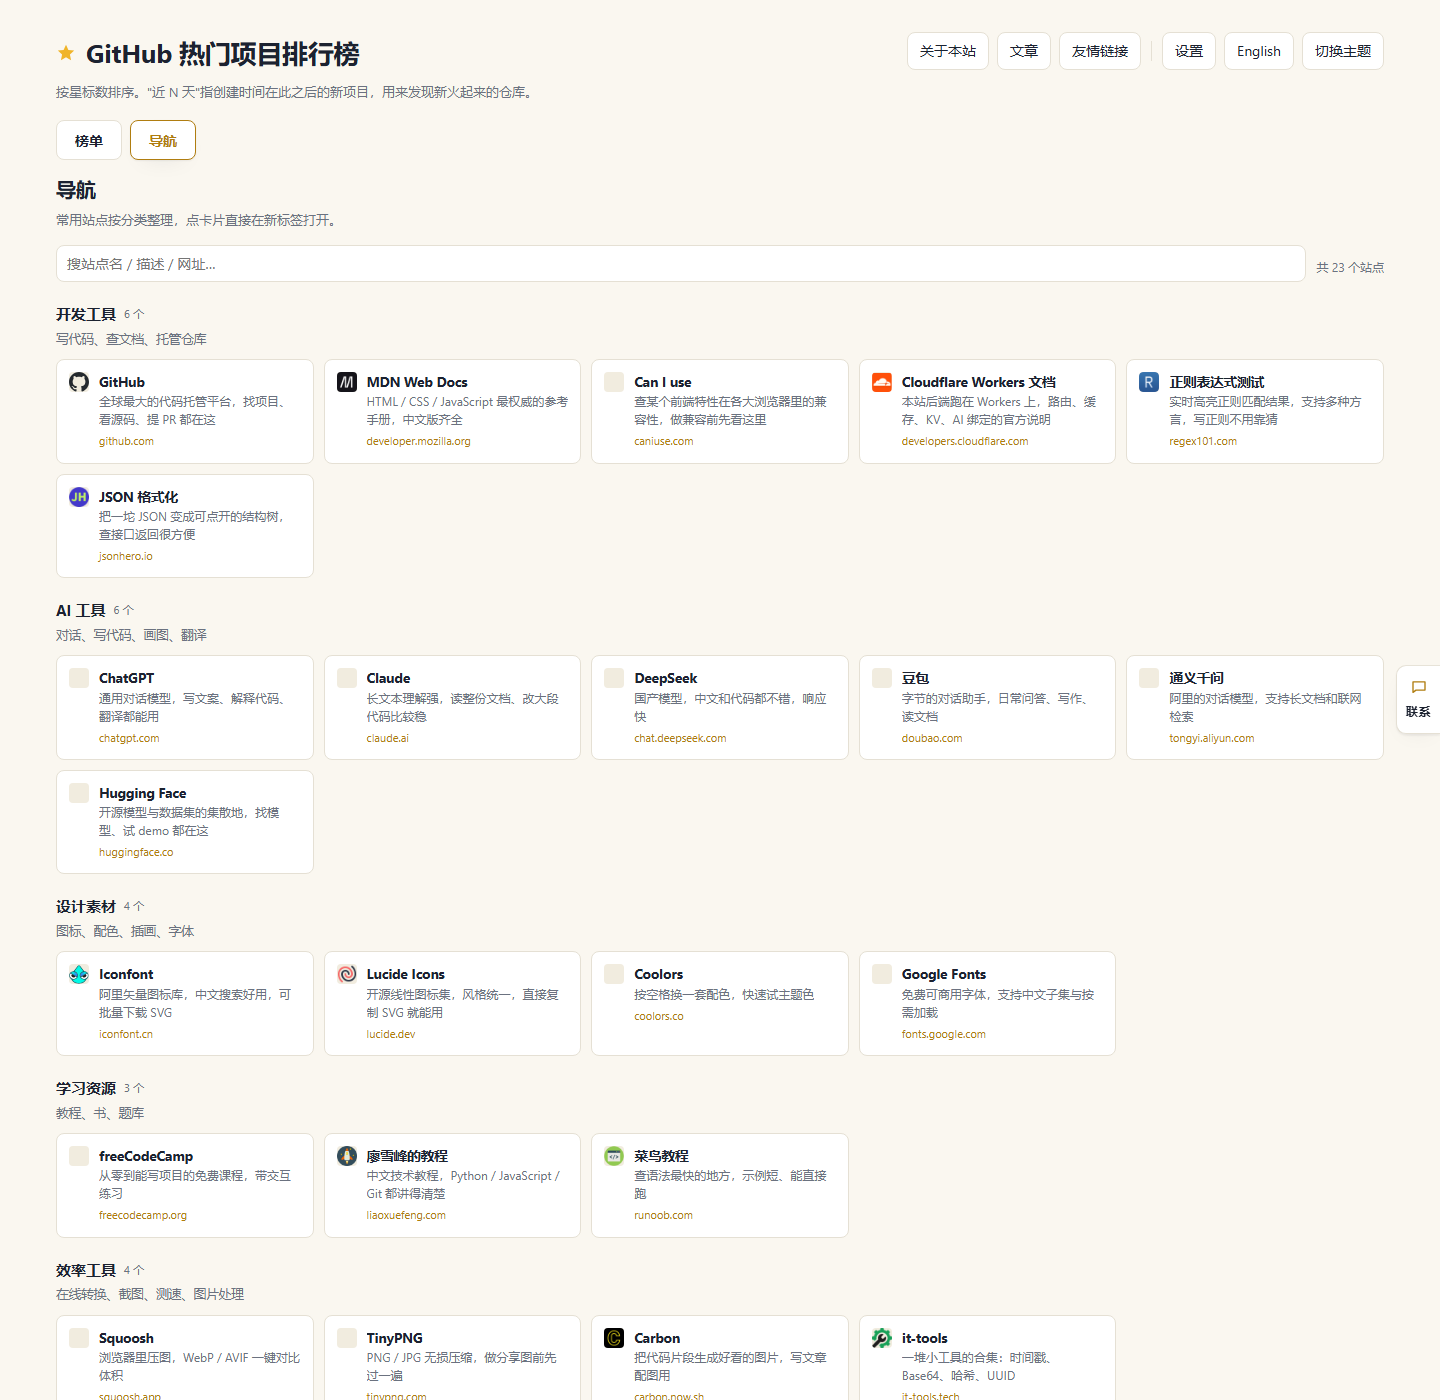 GitHub 热门项目排行榜
关于本站
文章
友情链接
设置
English
切换主题
按星标数排序。"近 N 天"指创建时间在此之后的新项目，用来发现新火起来的仓库。
榜单
导航
导航
常用站点按分类整理，点卡片直接在新标签打开。
搜站点名 / 描述 / 网址...
共 23 个站点
开发工具 6 个
写代码、查文档、托管仓库
GitHub
全球最大的代码托管平台，找项目、
看源码、提 PR 都在这
github.com
MDN Web Docs
HTML / CSS / JavaScript 最权威的参考
手册，中文版齐全
developer.mozilla.org
Can I use
查某个前端特性在各大浏览器里的兼
容性，做兼容前先看这里
caniuse.com
Cloudflare Workers 文档
本站后端跑在 Workers 上，路由、缓
存、KV、AI 绑定的官方说明
developers.cloudflare.com
R
正则表达式测试
实时高亮正则匹配结果，支持多种方
言，写正则不用靠猜
regex101.com
JH
JSON 格式化
把一坨 JSON 变成可点开的结构树，
查接口返回很方便
jsonhero.io
AI 工具 6 个
对话、写代码、画图、翻译
ChatGPT
通用对话模型，写文案、解释代码、
翻译都能用
chatgpt.com
Claude
长文本理解强，读整份文档、改大段
代码比较稳
claude.ai
DeepSeek
国产模型，中文和代码都不错，响应
快
chat.deepseek.com
豆包
字节的对话助手，日常问答、写作、
读文档
doubao.com
通义千问
阿里的对话模型，支持长文档和联网
检索
tongyi.aliyun.com
联系
Hugging Face
开源模型与数据集的集散地，找模
型、试 demo 都在这
huggingface.co
设计素材 4 个
图标、配色、插画、字体
Iconfont
阿里矢量图标库，中文搜索好用，可
批量下载 SVG
iconfont.cn
Lucide Icons
开源线性图标集，风格统一，直接复
制 SVG 就能用
lucide.dev
Coolors
按空格换一套配色，快速试主题色
coolors.co
Google Fonts
免费可商用字体，支持中文子集与按
需加载
fonts.google.com
学习资源 3 个
教程、书、题库
freeCodeCamp
从零到能写项目的免费课程，带交互
练习
freecodecamp.org
廖雪峰的教程
中文技术教程，Python / JavaScript /
Git 都讲得清楚
liaoxuefeng.com
菜鸟教程
查语法最快的地方，示例短、能直接
跑
runoob.com
效率工具 4 个
在线转换、截图、测速、图片处理
Squoosh
浏览器里压图，WebP / AVIF 一键对比
体积
squoosh.app
TinyPNG
PNG / JPG 无损压缩，做分享图前先
过一遍
tinypng.com
Carbon
把代码片段生成好看的图片，写文章
配图用
carbon.now.sh
it-tools
一堆小工具的合集：时间戳、
Base64、哈希、UUID
it-tools.tech